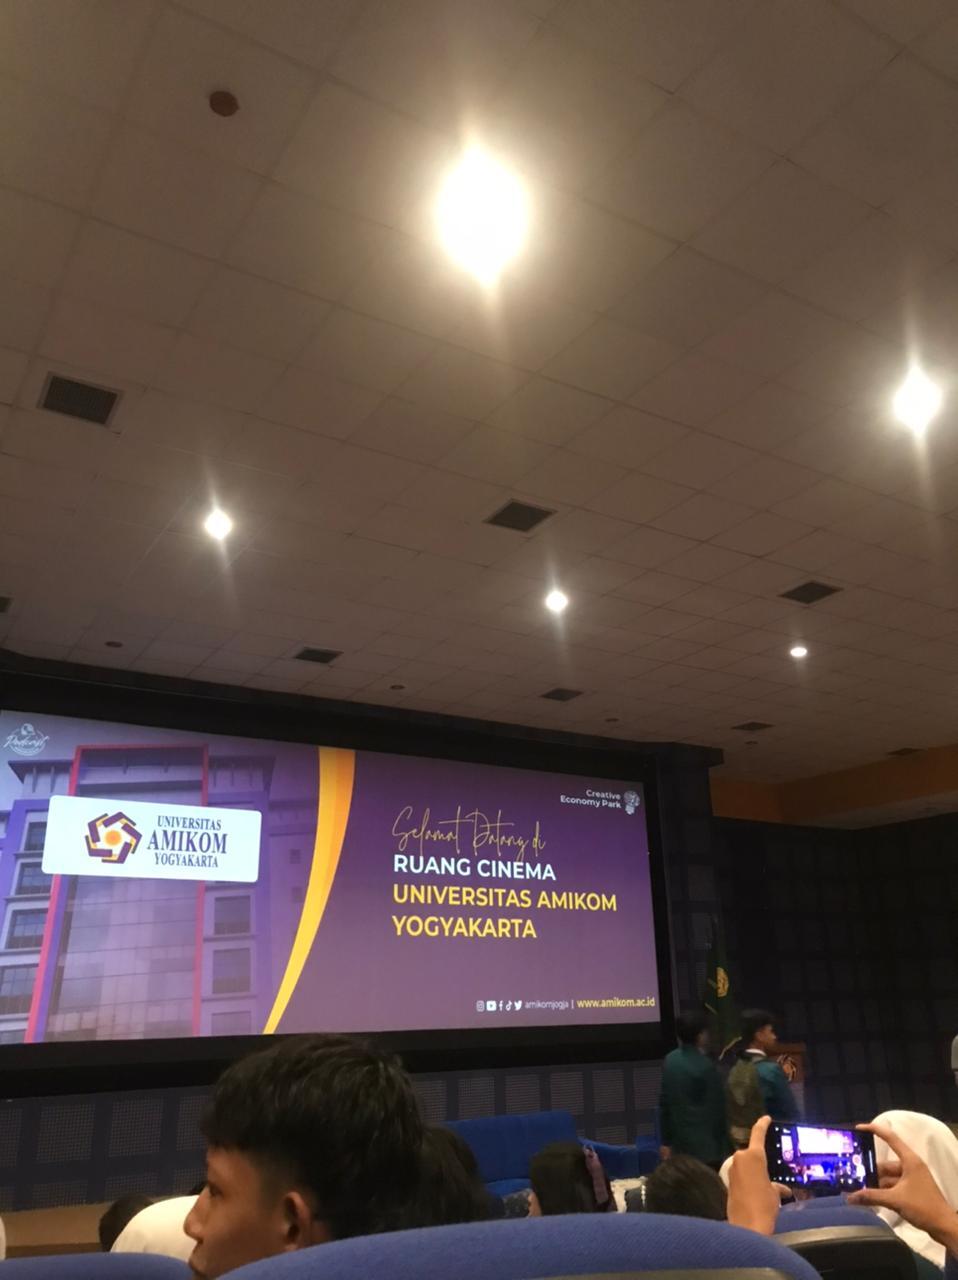 Podcast
UNIVERSITAS
AMIKOM
YOGYAKARTA
Creative
Economy Park
Selamat Datang di
RUANG CINEMA
UNIVERSITAS AMIKOM
YOGYAKARTA
amikomjogja | www.amikom.ac.id